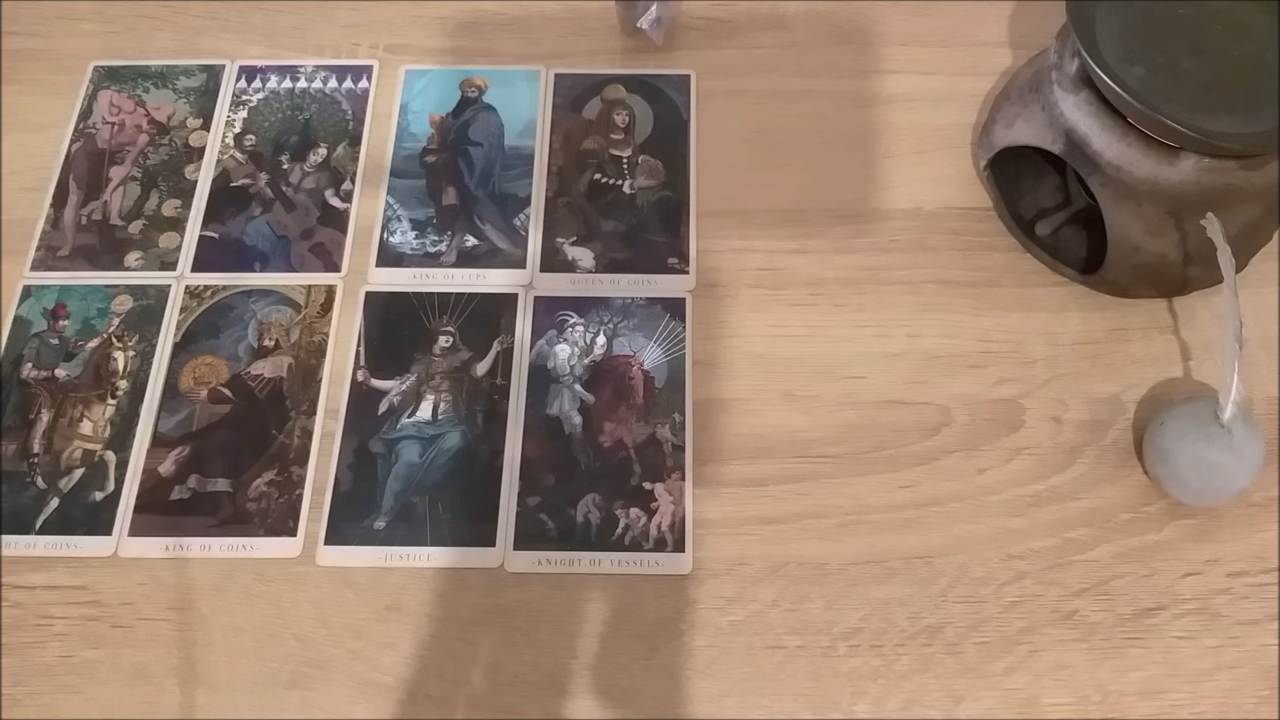 -KING OF CUPS-
-QUEEN OF COINS-
HT OF COINS-
-KING OF COINS-
-JUSTICE-
-KNIGHT OF VESSELS-